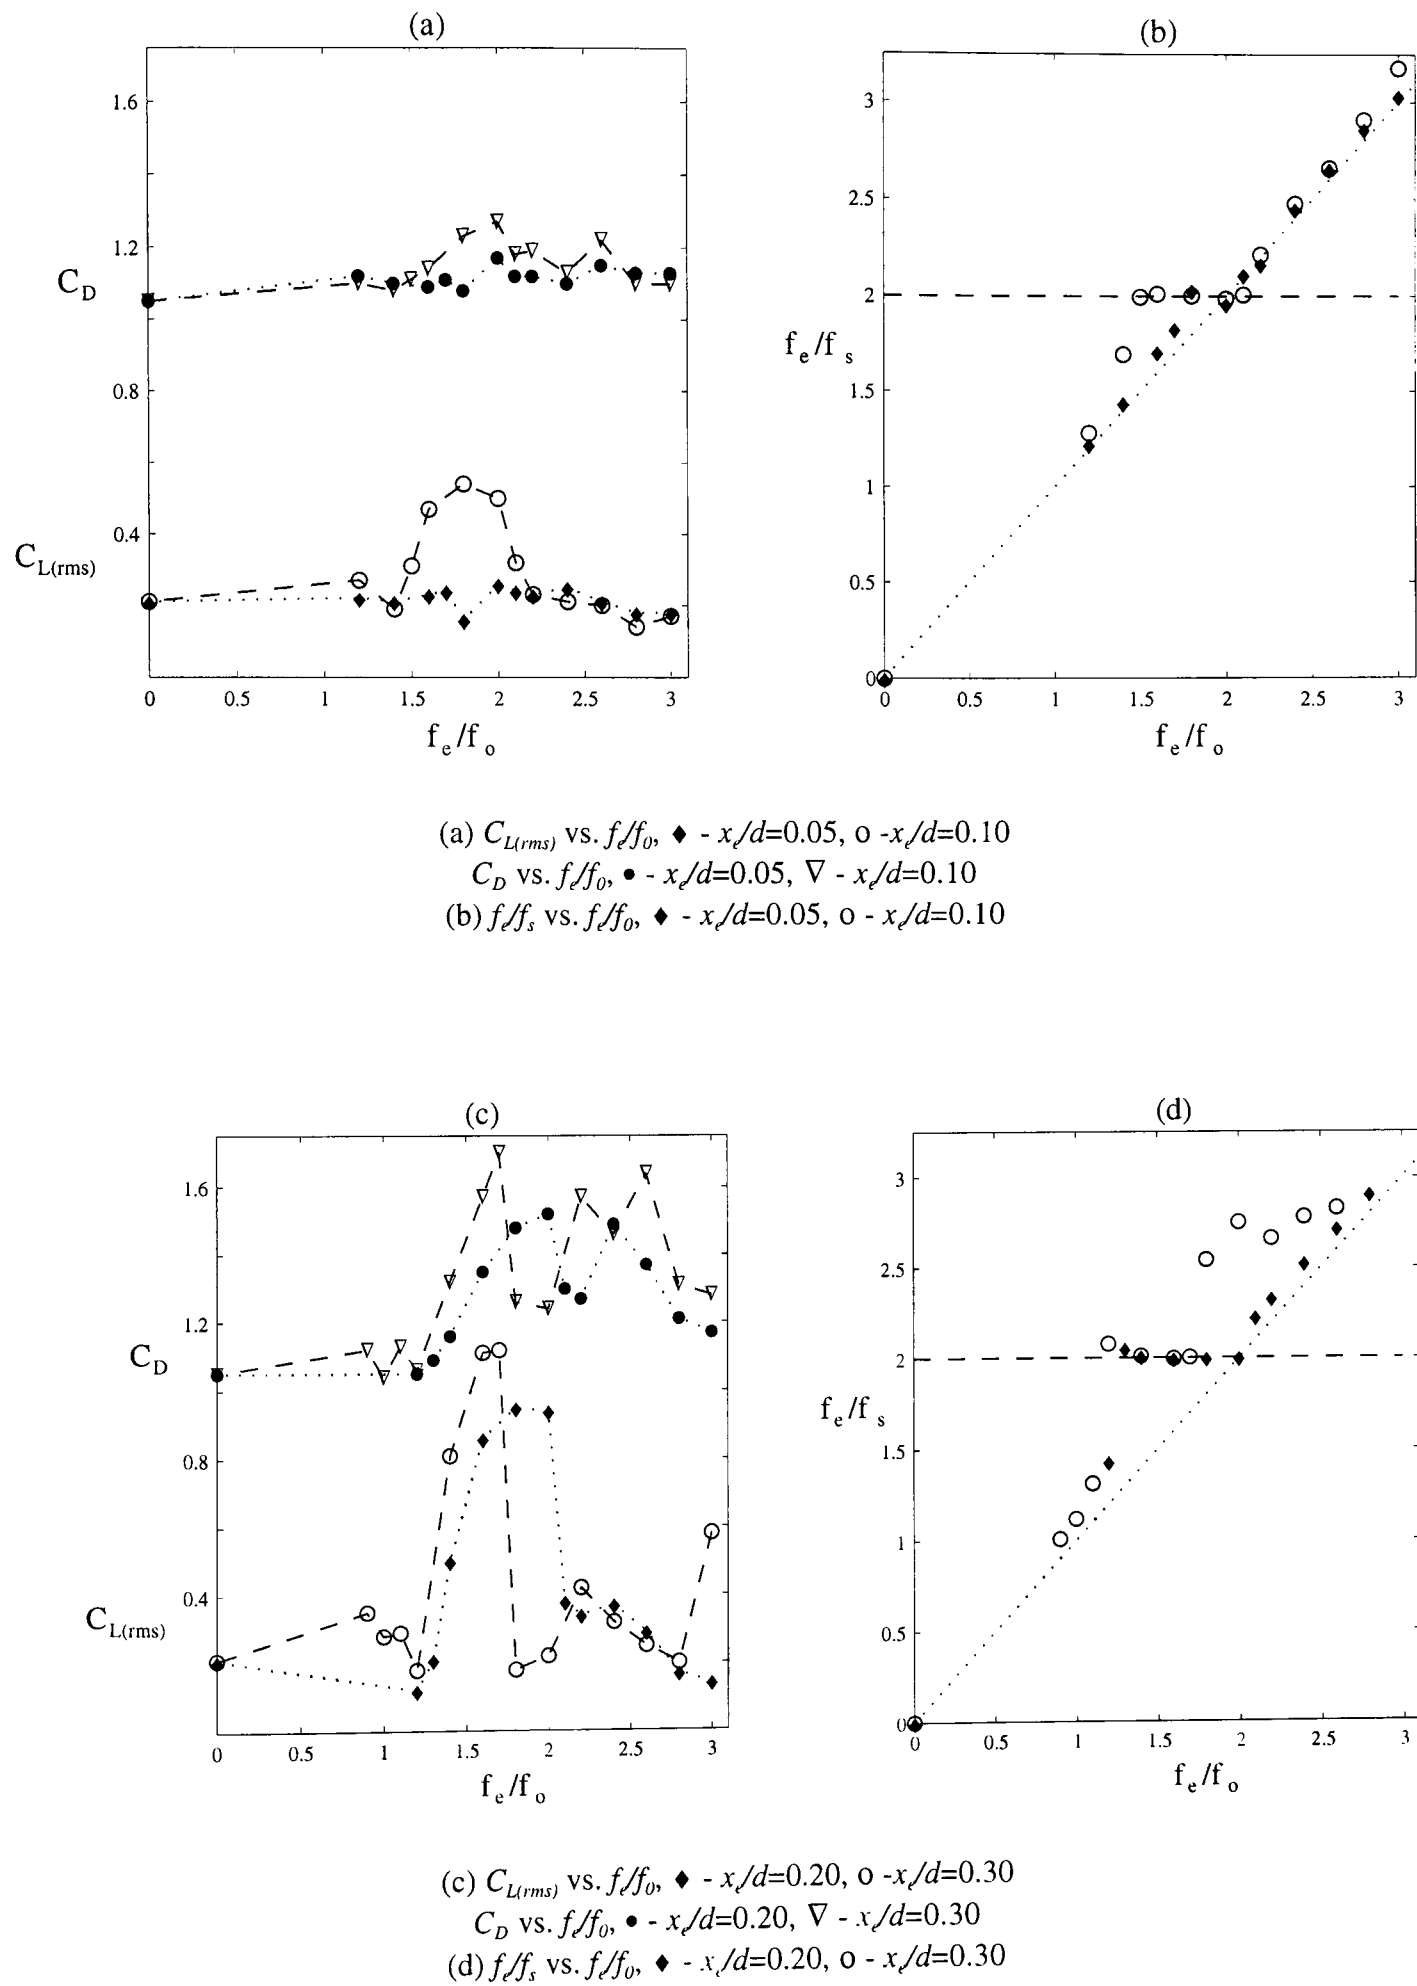 (a)
1.6
1.2
C_D
0.8
0.4
C_L(rms)
0 0.5 1 1.5 2 2.5 3
f_e/f_o
(b)
3
2.5
2
f_e/f_s
1.5
1
0.5
0
0 0.5 1 1.5 2 2.5 3
f_e/f_o
(a) C_L(rms) vs. f_e/f_0, ♦ - x_e/d=0.05, o -x_e/d=0.10
C_D vs. f_e/f_0, • - x_e/d=0.05, ∇ - x_e/d=0.10
(b) f_e/f_s vs. f_e/f_0, ♦ - x_e/d=0.05, o - x_e/d=0.10
(c)
1.6
1.2
C_D
0.8
0.4
C_L(rms)
0 0.5 1 1.5 2 2.5 3
f_e/f_o
(d)
3
2.5
2
f_e/f_s
1.5
1
0.5
0
0 0.5 1 1.5 2 2.5 3
f_e/f_o
(c) C_L(rms) vs. f_e/f_0, ♦ - x_e/d=0.20, o -x_e/d=0.30
C_D vs. f_e/f_0, • - x_e/d=0.20, ∇ - x_e/d=0.30
(d) f_e/f_s vs. f_e/f_0, ♦ - x_e/d=0.20, o - x_e/d=0.30